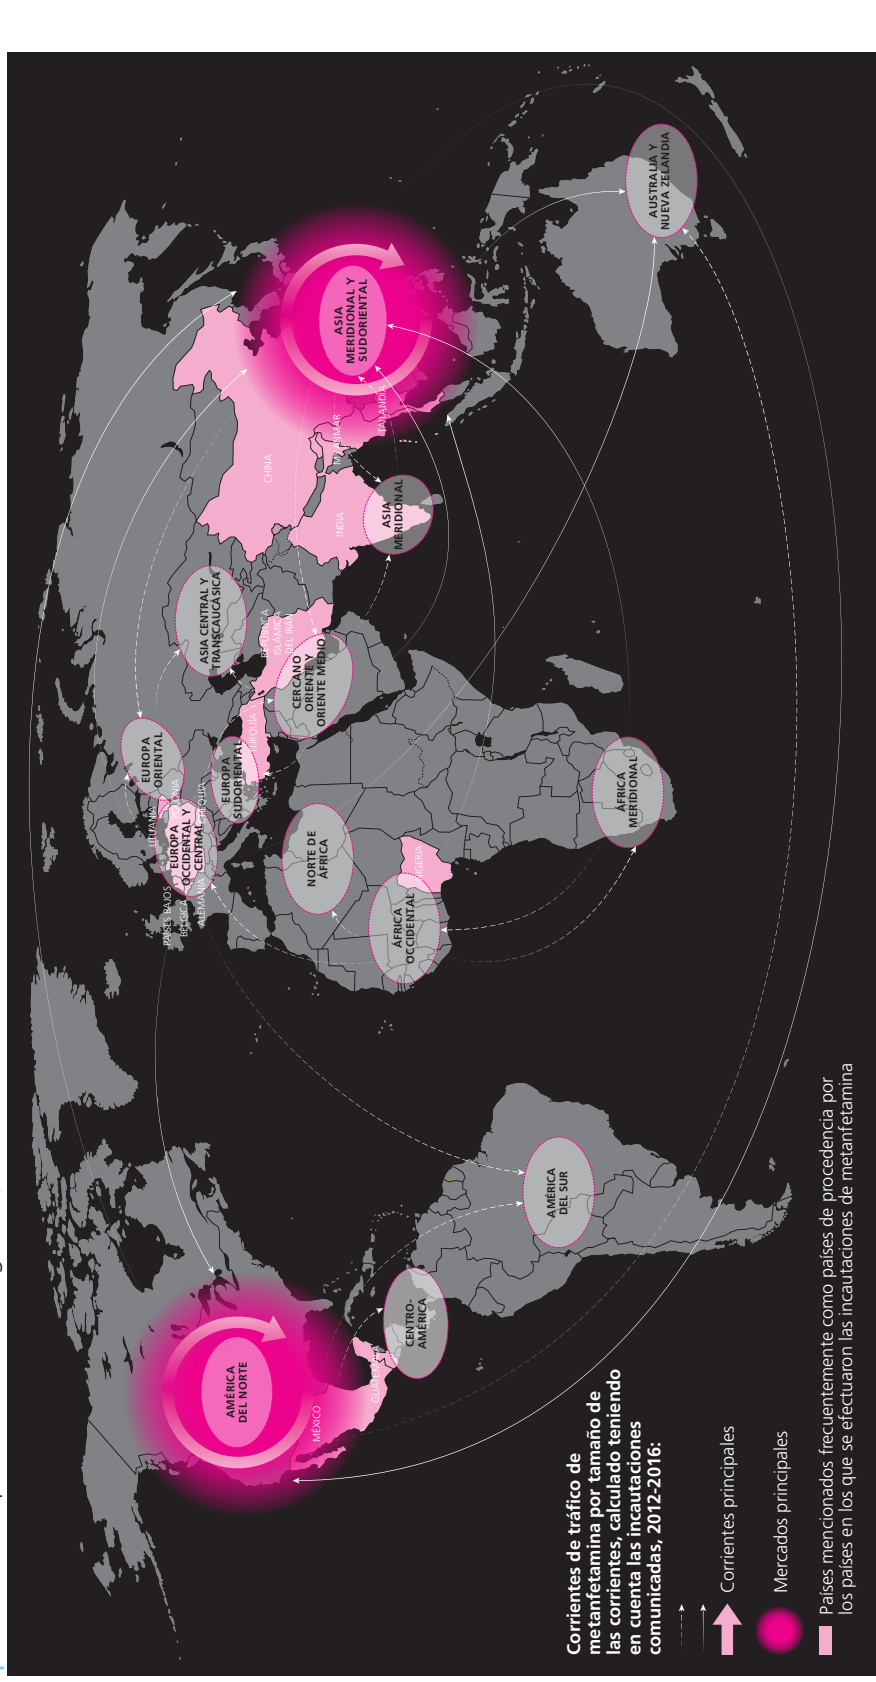 AMÉRICA
DEL NORTE
MÉXICO
GUATEMALA
CENTRO-
AMÉRICA
AMÉRICA
DEL SUR
PAÍSES BAJOS
BÉLGICA
ALEMANIA
LITUANIA
POLONIA
EUROPA
OCCIDENTAL Y
CENTRAL
EUROPA
ORIENTAL
EUROPA
SUDORIENTAL
TURQUÍA
NORTE DE
ÁFRICA
ÁFRICA
OCCIDENTAL
NIGERIA
ÁFRICA
MERIDIONAL
ASIA CENTRAL Y
TRANSCAUCÁSICA
REPÚBLICA
ISLÁMICA
DEL IRÁN
CERCANO
ORIENTE Y
ORIENTE MEDIO
CHINA
INDIA
MYANMAR
TAILANDIA
ASIA
MERIDIONAL
ASIA
MERIDIONAL Y
SUDORIENTAL
AUSTRALIA Y
NUEVA ZELANDIA
Corrientes de tráfico de
metanfetamina por tamaño de
las corrientes, calculado teniendo
en cuenta las incautaciones
comunicadas, 2012-2016:
Corrientes principales
Mercados principales
Países mencionados frecuentemente como países de procedencia por
los países en los que se efectuaron las incautaciones de metanfetamina